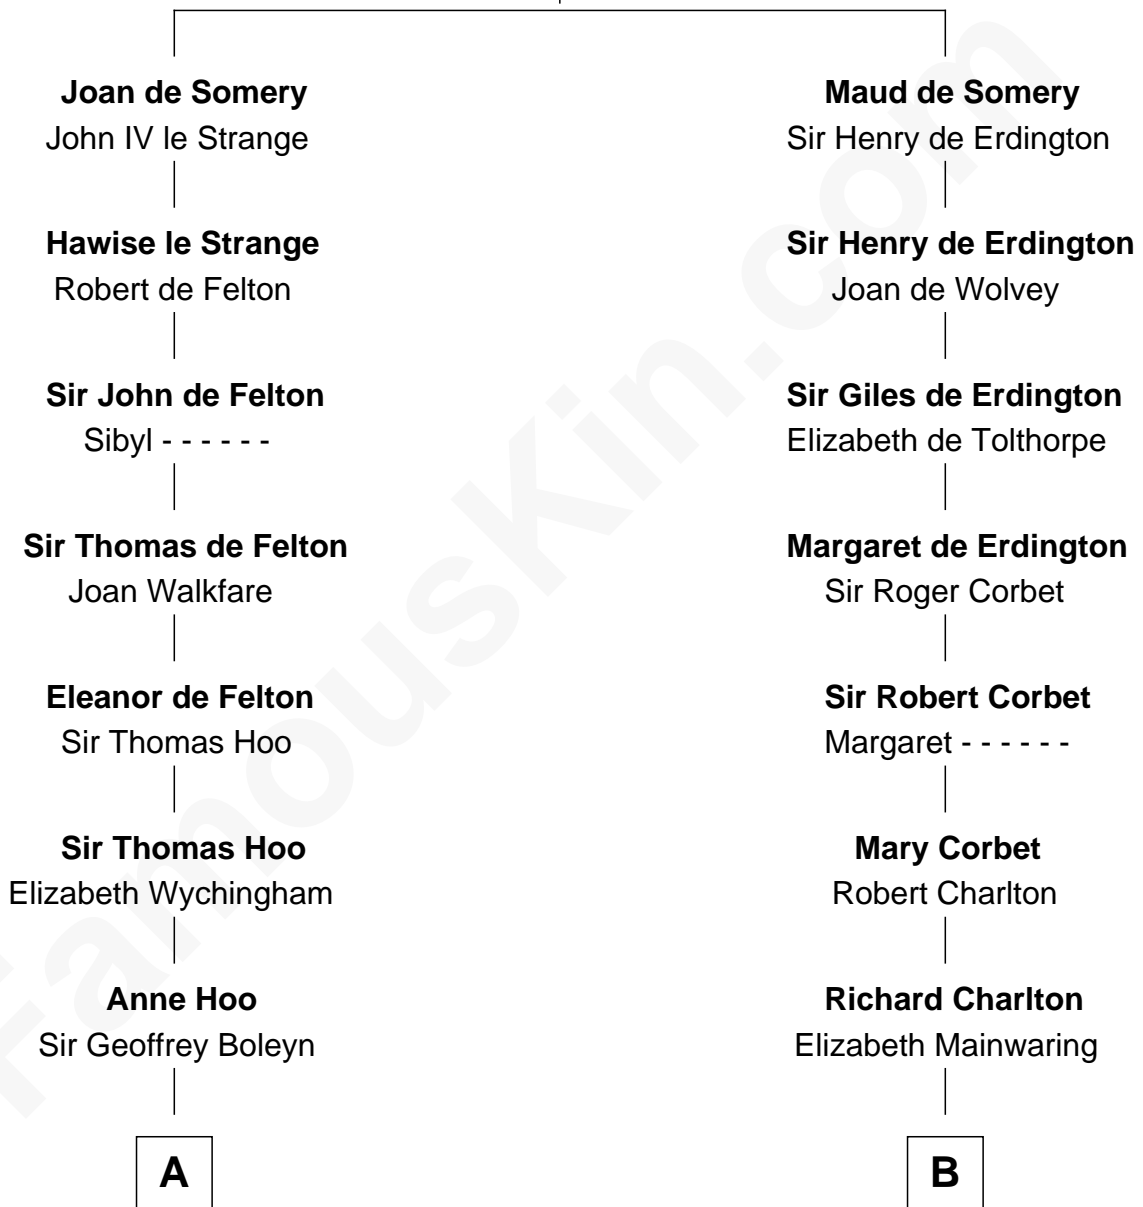 Joan de Somery
John IV le Strange
Hawise le Strange
Robert de Felton
Sir John de Felton
Sibyl - - - - - -
Sir Thomas de Felton
Joan Walkfare
Eleanor de Felton
Sir Thomas Hoo
Sir Thomas Hoo
Elizabeth Wychingham
Anne Hoo
Sir Geoffrey Boleyn
A
Maud de Somery
Sir Henry de Erdington
Sir Henry de Erdington
Joan de Wolvey
Sir Giles de Erdington
Elizabeth de Tolthorpe
Margaret de Erdington
Sir Roger Corbet
Sir Robert Corbet
Margaret - - - - - -
Mary Corbet
Robert Charlton
Richard Charlton
Elizabeth Mainwaring
B
FamousKin.com